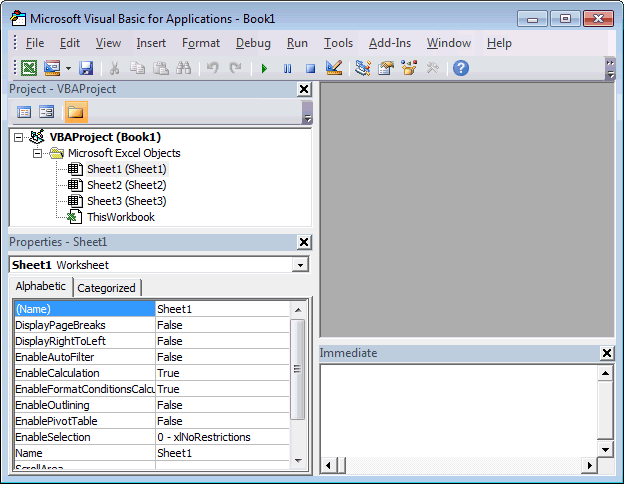 Microsoft Visual Basic for Applications - Book1
File Edit View Insert Format Debug Run Tools Add-Ins Window Help
Project - VBAProject
VBAProject (Book1)
Microsoft Excel Objects
Sheet1 (Sheet1)
Sheet2 (Sheet2)
Sheet3 (Sheet3)
ThisWorkbook
Properties - Sheet1
Sheet1 Worksheet
Alphabetic Categorized
(Name) Sheet1
DisplayPageBreaks False
DisplayRightToLeft False
EnableAutoFilter False
EnableCalculation True
EnableFormatConditionsCalcu True
EnableOutlining False
EnablePivotTable False
EnableSelection 0 - xlNoRestrictions
Name Sheet1
ScrollArea
Immediate